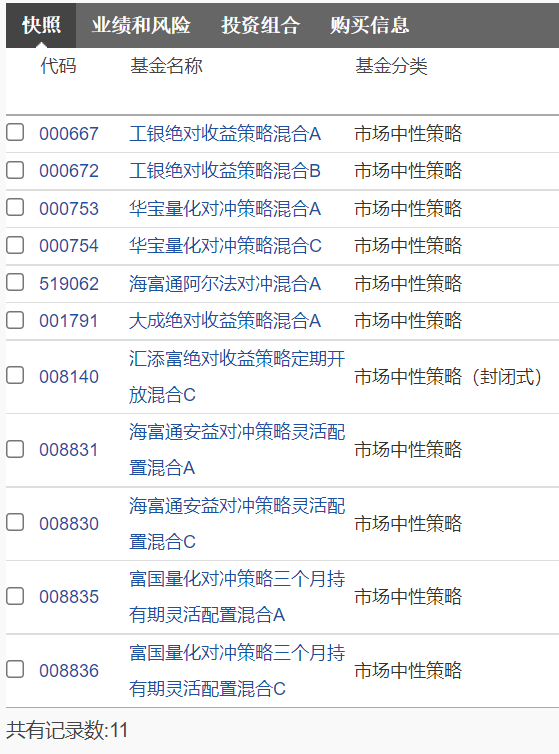 快照 业绩和风险 投资组合 购买信息
代码 基金名称 基金分类
000667 工银绝对收益策略混合A 市场中性策略
000672 工银绝对收益策略混合B 市场中性策略
000753 华宝量化对冲策略混合A 市场中性策略
000754 华宝量化对冲策略混合C 市场中性策略
519062 海富通阿尔法对冲混合A 市场中性策略
001791 大成绝对收益策略混合A 市场中性策略
008140 汇添富绝对收益策略定期开 市场中性策略（封闭式）
放混合C
008831 海富通安益对冲策略灵活配 市场中性策略
置混合A
008830 海富通安益对冲策略灵活配 市场中性策略
置混合C
008835 富国量化对冲策略三个月持 市场中性策略
有期灵活配置混合A
008836 富国量化对冲策略三个月持 市场中性策略
有期灵活配置混合C
共有记录数:11